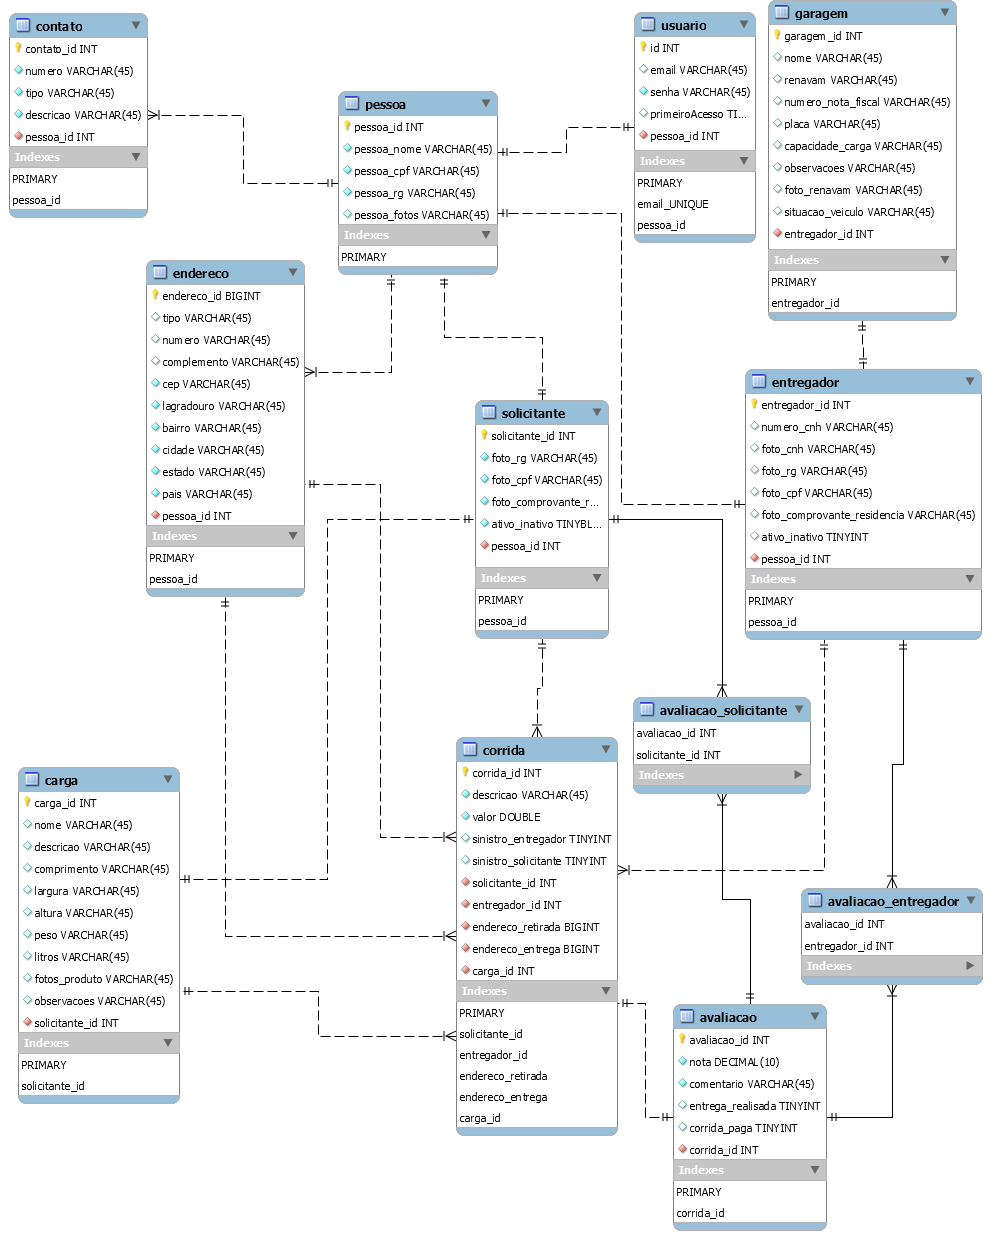 contato
contato_id INT
numero VARCHAR(45)
tipo VARCHAR(45)
descricao VARCHAR(45)
pessoa_id INT
Indexes
PRIMARY
pessoa_id
pessoa
pessoa_id INT
pessoa_nome VARCHAR(45)
pessoa_cpf VARCHAR(45)
pessoa_rg VARCHAR(45)
pessoa_fotos VARCHAR(45)
Indexes
PRIMARY
usuario
id INT
email VARCHAR(45)
senha VARCHAR(45)
primeiroAcesso TI...
pessoa_id INT
Indexes
PRIMARY
email_UNIQUE
pessoa_id
garagem
garagem_id INT
nome VARCHAR(45)
renavam VARCHAR(45)
numero_nota_fiscal VARCHAR(45)
placa VARCHAR(45)
capacidade_carga VARCHAR(45)
observacoes VARCHAR(45)
foto_renavam VARCHAR(45)
situacao_veiculo VARCHAR(45)
entregador_id INT
Indexes
PRIMARY
entregador_id
endereco
endereco_id BIGINT
tipo VARCHAR(45)
numero VARCHAR(45)
complemento VARCHAR(45)
cep VARCHAR(45)
lagradouro VARCHAR(45)
bairro VARCHAR(45)
cidade VARCHAR(45)
estado VARCHAR(45)
pais VARCHAR(45)
pessoa_id INT
Indexes
PRIMARY
pessoa_id
solicitante
solicitante_id INT
foto_rg VARCHAR(45)
foto_cpf VARCHAR(45)
foto_comprovante_r...
ativo_inativo TINYBL...
pessoa_id INT
Indexes
PRIMARY
pessoa_id
entregador
entregador_id INT
numero_cnh VARCHAR(45)
foto_cnh VARCHAR(45)
foto_rg VARCHAR(45)
foto_cpf VARCHAR(45)
foto_comprovante_residencia VARCHAR(45)
ativo_inativo TINYINT
pessoa_id INT
Indexes
PRIMARY
pessoa_id
avaliacao_solicitante
avaliacao_id INT
solicitante_id INT
Indexes
carga
carga_id INT
nome VARCHAR(45)
descricao VARCHAR(45)
comprimento VARCHAR(45)
largura VARCHAR(45)
altura VARCHAR(45)
peso VARCHAR(45)
litros VARCHAR(45)
fotos_produto VARCHAR(45)
observacoes VARCHAR(45)
solicitante_id INT
Indexes
PRIMARY
solicitante_id
corrida
corrida_id INT
descricao VARCHAR(45)
valor DOUBLE
sinistro_entregador TINYINT
sinistro_solicitante TINYINT
solicitante_id INT
entregador_id INT
endereco_retirada BIGINT
endereco_entrega BIGINT
carga_id INT
Indexes
PRIMARY
solicitante_id
entregador_id
endereco_retirada
endereco_entrega
carga_id
avaliacao_entregador
avaliacao_id INT
entregador_id INT
Indexes
avaliacao
avaliacao_id INT
nota DECIMAL(10)
comentario VARCHAR(45)
entrega_realisada TINYINT
corrida_paga TINYINT
corrida_id INT
Indexes
PRIMARY
corrida_id